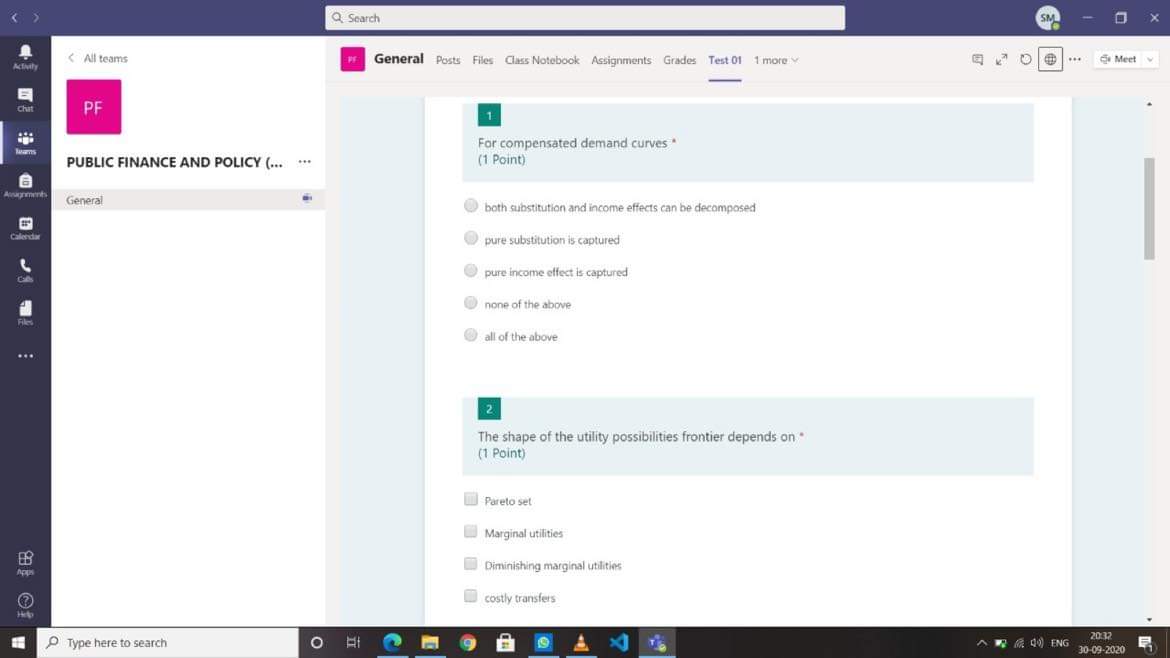 Search
SM
Activity
Chat
Teams
Assignments
Calendar
Calls
Files
Apps
Help
All teams
PF
PUBLIC FINANCE AND POLICY (...
General
PF
General
Posts
Files
Class Notebook
Assignments
Grades
Test 01
1 more
Meet
1
For compensated demand curves *
(1 Point)
both substitution and income effects can be decomposed
pure substitution is captured
pure income effect is captured
none of the above
all of the above
2
The shape of the utility possibilities frontier depends on *
(1 Point)
Pareto set
Marginal utilities
Diminishing marginal utilities
costly transfers
Type here to search
1
ENG
20:32
30-09-2020
1